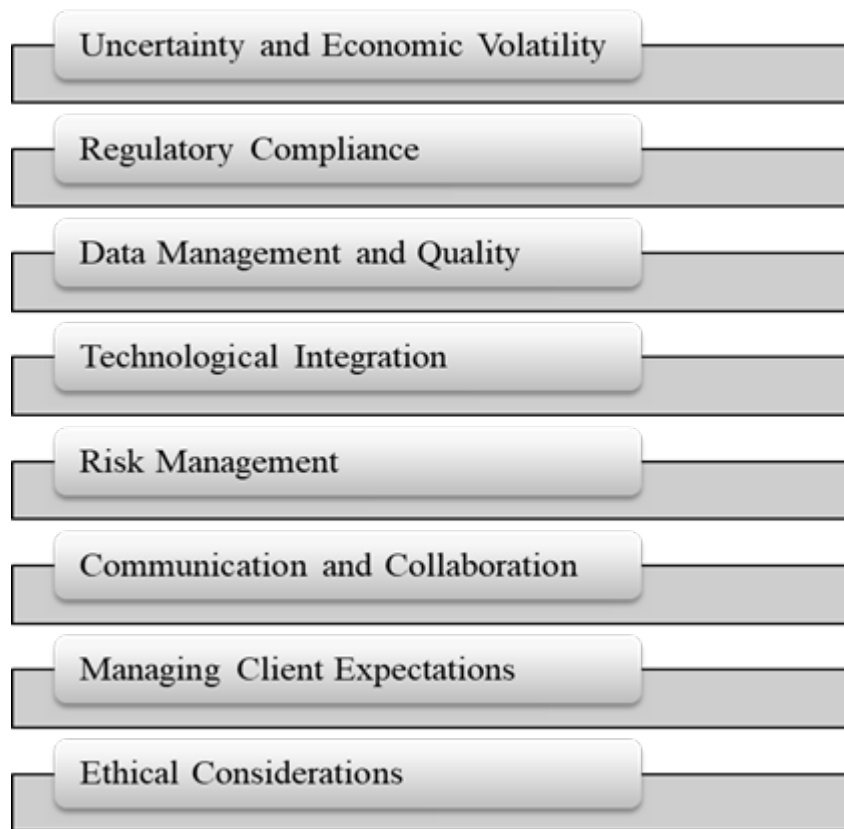 Uncertainty and Economic Volatility
Regulatory Compliance
Data Management and Quality
Technological Integration
Risk Management
Communication and Collaboration
Managing Client Expectations
Ethical Considerations